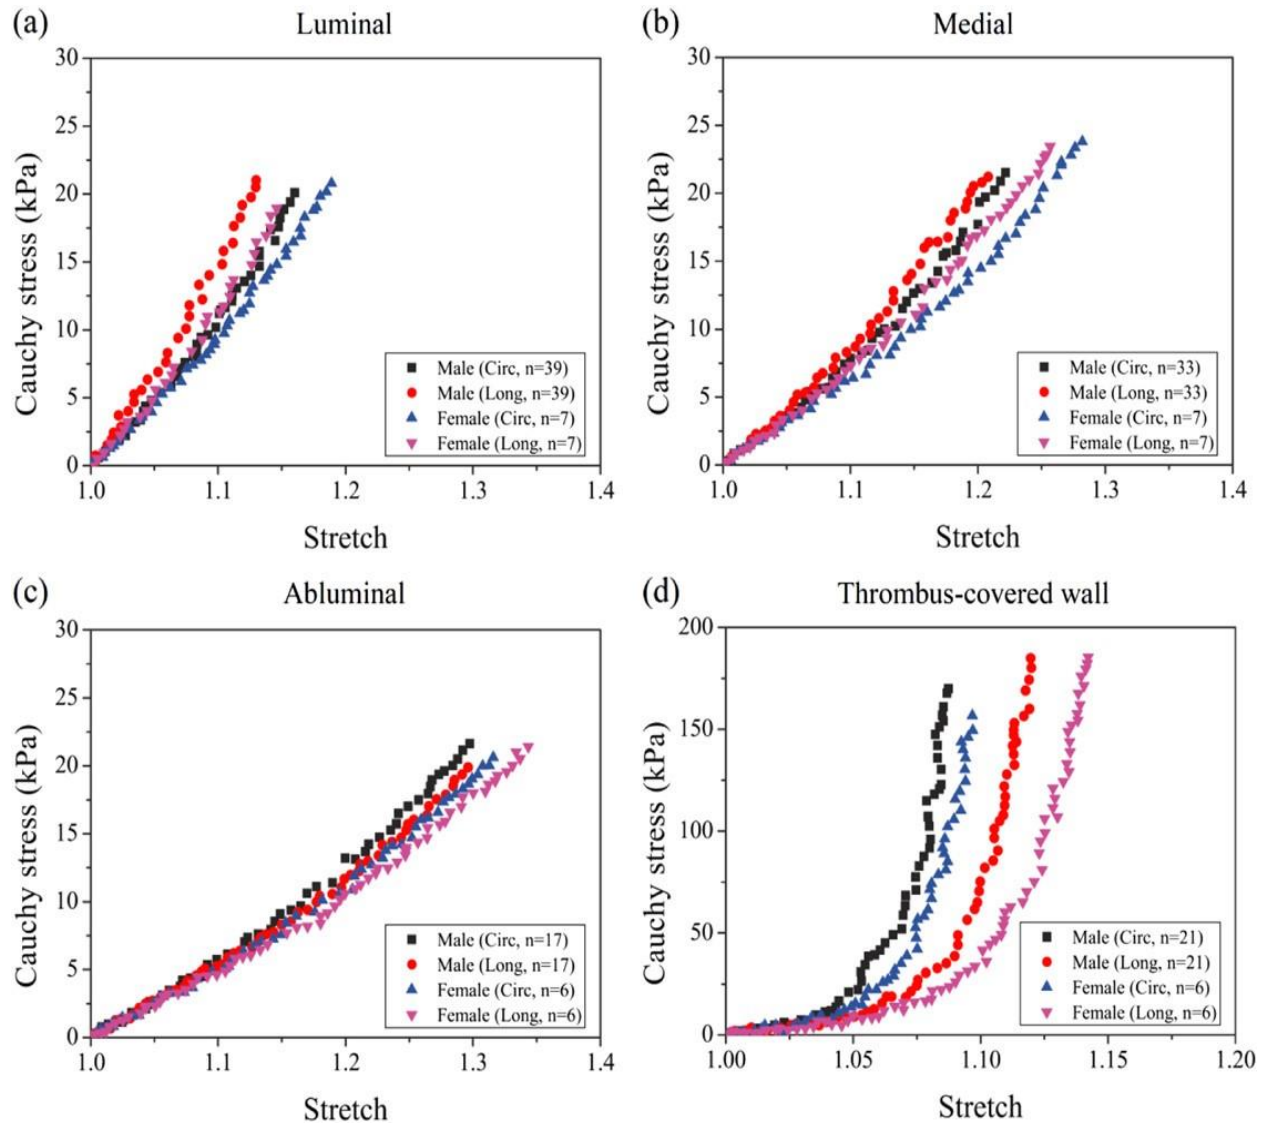 (a)
Luminal
30
25
20
15
10
5
0
Cauchy stress (kPa)
Male (Circ, n=39)
Male (Long, n=39)
Female (Circ, n=7)
Female (Long, n=7)
1.0 1.1 1.2 1.3 1.4
Stretch
(b)
Medial
30
25
20
15
10
5
0
Cauchy stress (kPa)
Male (Circ, n=33)
Male (Long, n=33)
Female (Circ, n=7)
Female (Long, n=7)
1.0 1.1 1.2 1.3 1.4
Stretch
(c)
Abluminal
30
25
20
15
10
5
0
Cauchy stress (kPa)
Male (Circ, n=17)
Male (Long, n=17)
Female (Circ, n=6)
Female (Long, n=6)
1.0 1.1 1.2 1.3 1.4
Stretch
(d)
Thrombus-covered wall
200
150
100
50
0
Cauchy stress (kPa)
Male (Circ, n=21)
Male (Long, n=21)
Female (Circ, n=6)
Female (Long, n=6)
1.00 1.05 1.10 1.15 1.20
Stretch